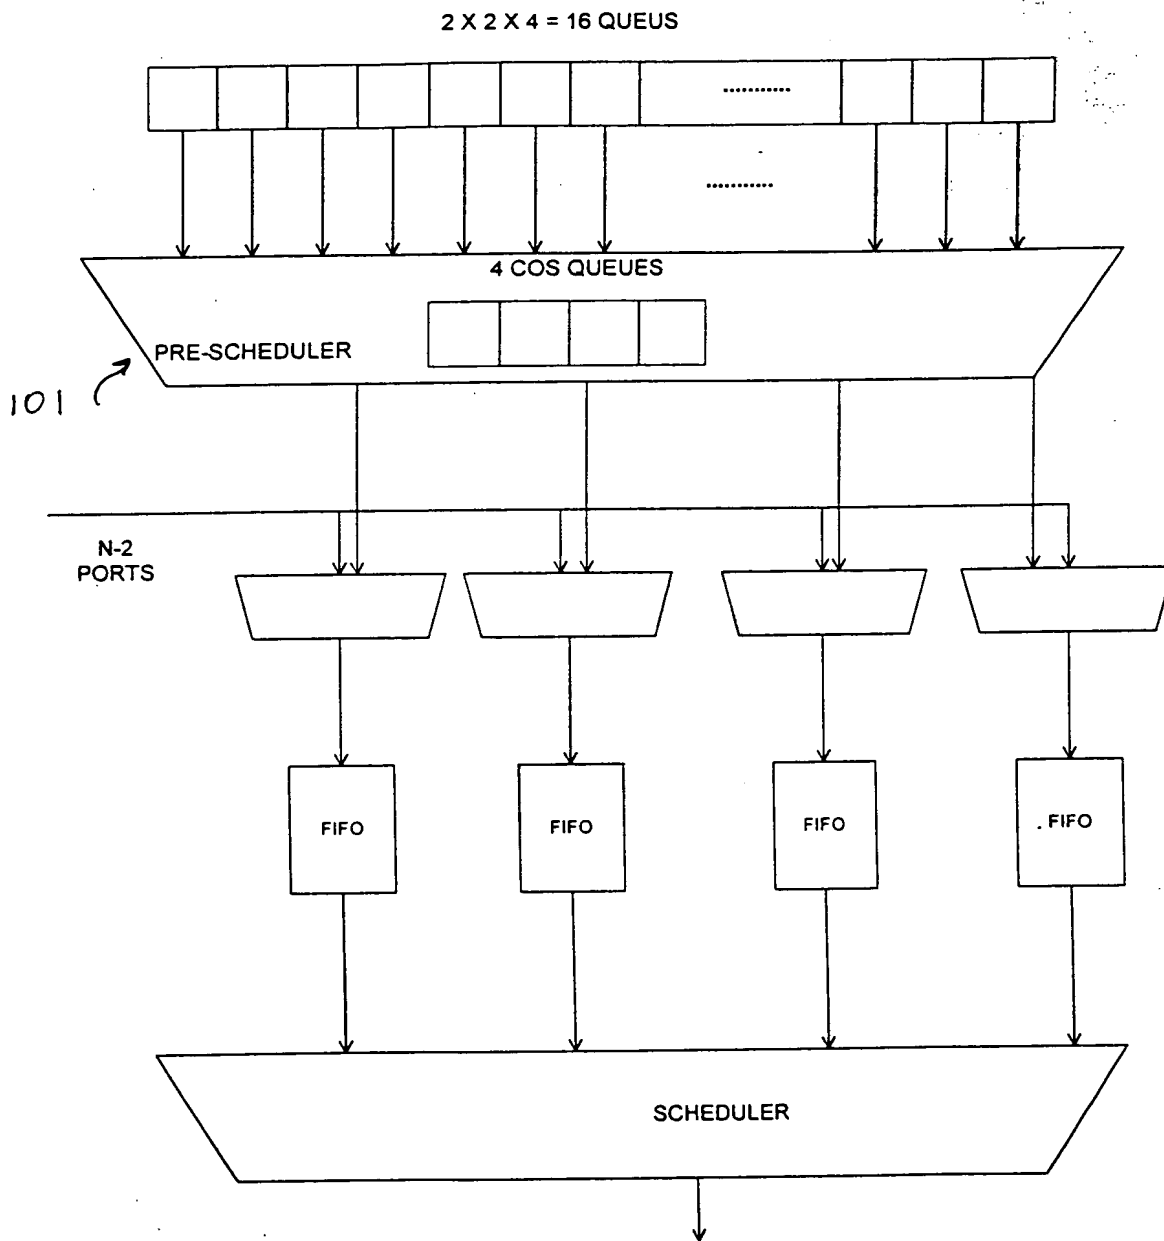 2 X 2 X 4 = 16 QUEUS
4 COS QUEUES
PRE-SCHEDULER
101
N-2
PORTS
FIFO
FIFO
FIFO
FIFO
SCHEDULER